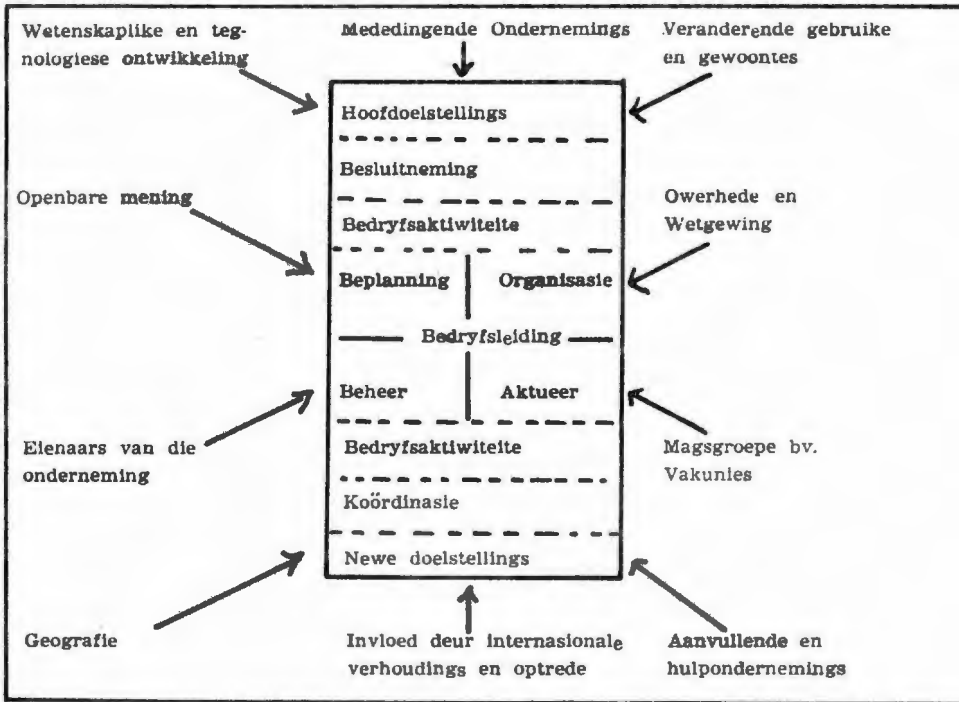 Wetenskaplike en teg-
nologiese ontwikkeling
Mededingende Ondernemings
Veranderende gebruike
en gewoontes
Hoofdoelstellings
Besluitneming
Openbare mening
Owerhede en
Wetgewing
Bedryfsaktiwiteite
Beplanning
Organisasie
Bedryfsleiding
Beheer
Aktueer
Eienaars van die
onderneming
Bedryfsaktiwiteite
Magsgroepe bv.
Vakunies
Koördinasie
Newe doelstellings
Geografie
Invloed deur internasionale
verhoudings en optrede
Aanvullende en
hulpondernemings